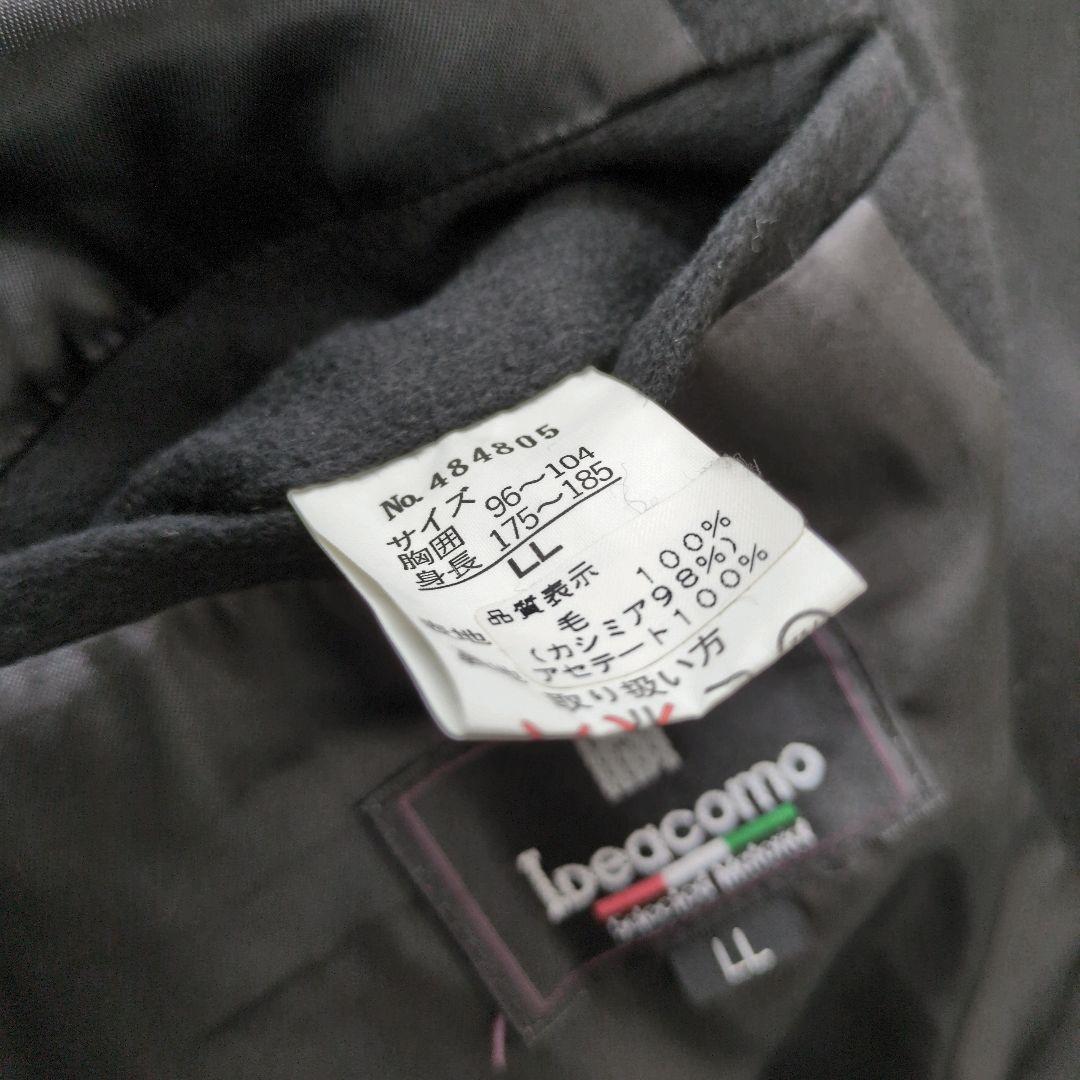 No. 484805
サイズ
胸囲 96〜104
身長 175〜185
LL
品質表示
毛 100%
(カシミア98%)
アセテート100%
取り扱い方
Ideacomo
Selected Material
LL